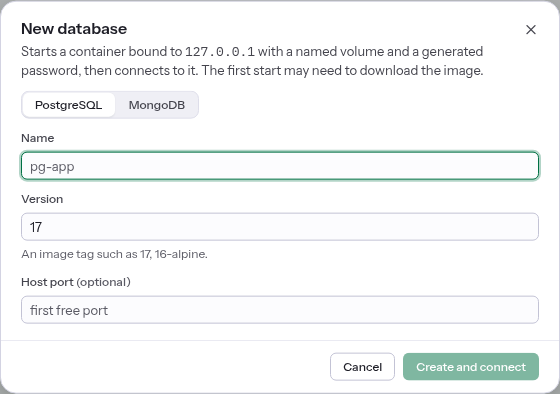 New database
Starts a container bound to 127.0.0.1 with a named volume and a generated
password, then connects to it. The first start may need to download the image.
PostgreSQL MongoDB
Name
pg-app
Version
17
An image tag such as 17, 16-alpine.
Host port (optional)
first free port
Cancel Create and connect